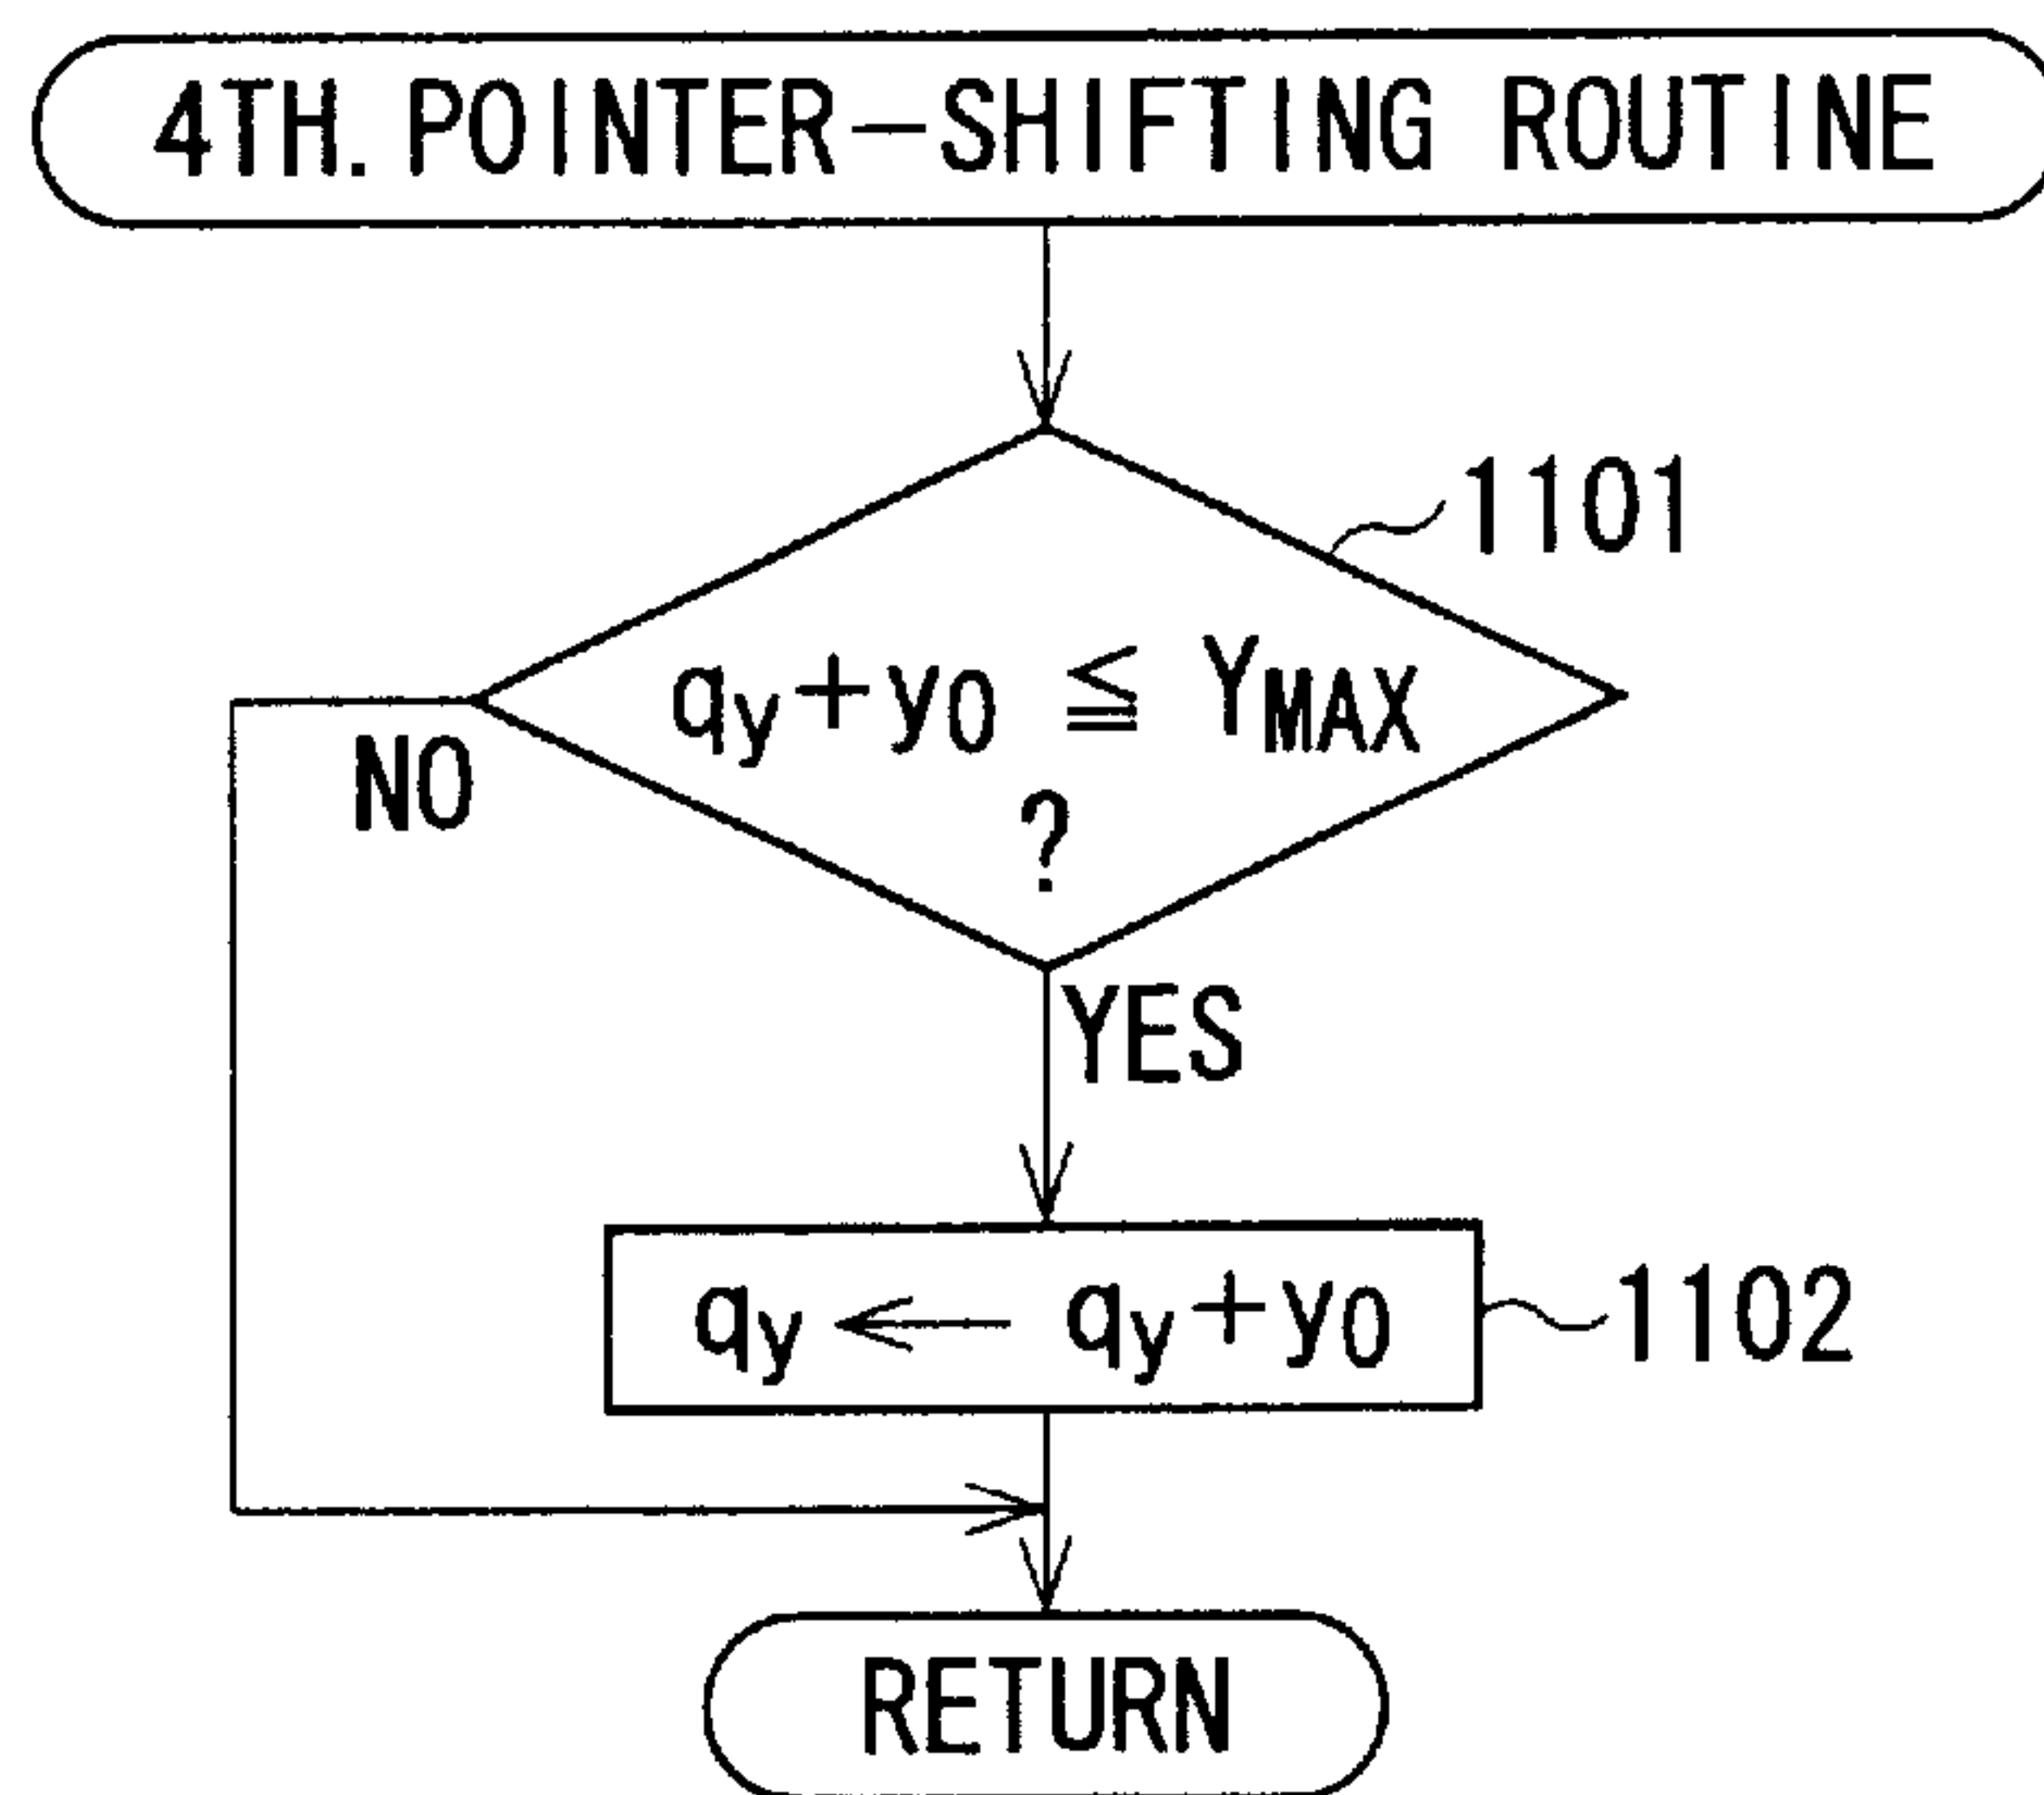 4TH. POINTER-SHIFTING ROUTINE
1101
qy+y0 ≦ YMAX
?
NO
YES
qy ← qy+y0
1102
RETURN